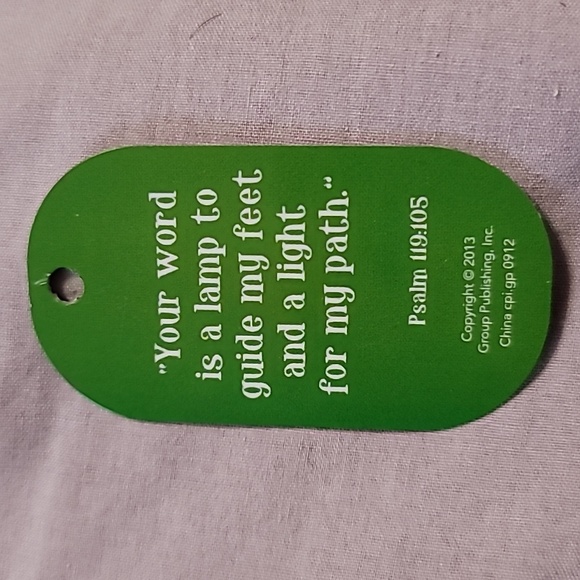 "Your word
is a lamp to
guide my feet
and a light
for my path."
Psalm 119:105
Copyright © 2013
Group Publishing, Inc.
China cpi:gp 0912